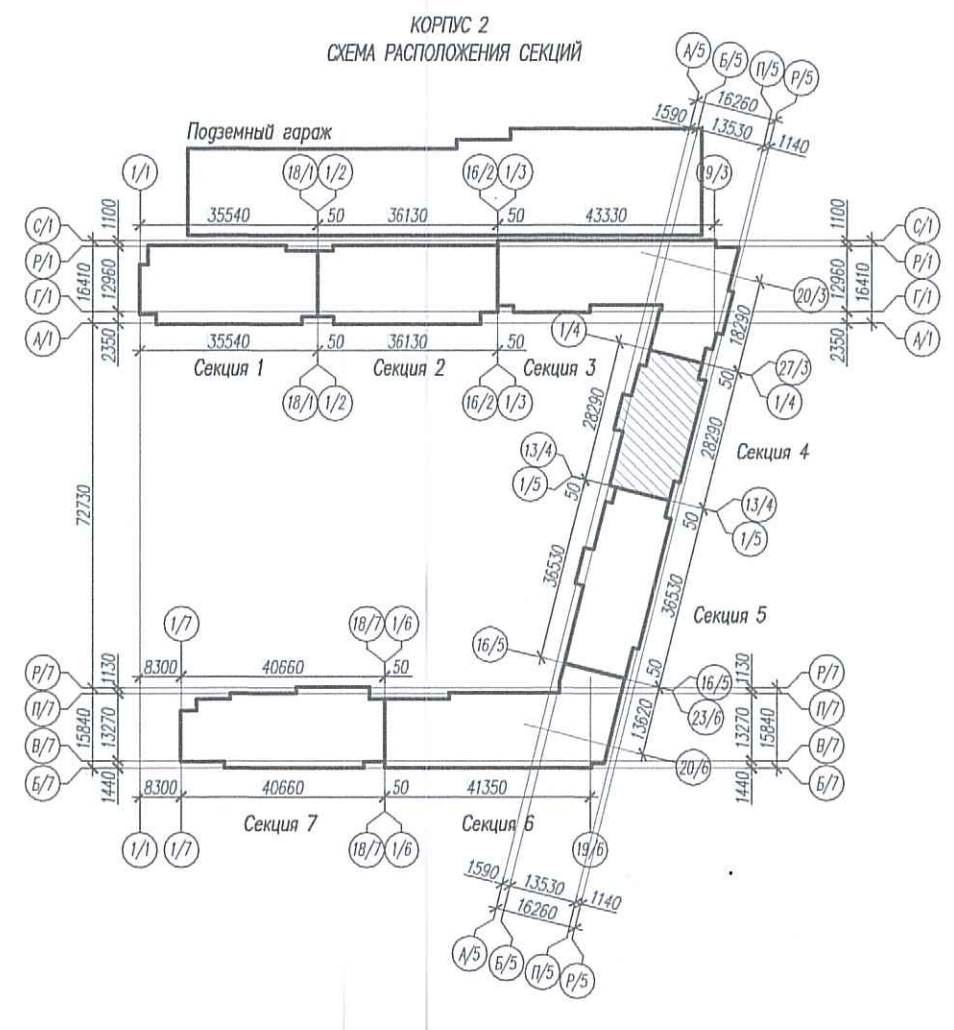 КОРПУС 2
СХЕМА РАСПОЛОЖЕНИЯ СЕКЦИЙ
А/5 Б/5 П/5 Р/5
16260
1590 13530 1140
Подземный гараж
1/1 18/1 1/2 16/2 1/3 19/3
35540 50 36130 50 43330
С/1 1100 1100 С/1
Р/1 Р/1
16410 12960 12960 16410
Г/1 Г/1
20/3
А/1 2350 2350 А/1
18290
1/4
35540 50 36130 50
Секция 1 Секция 2 Секция 3
27/3
50
1/4
18/1 1/2 16/2 1/3
28290 28290
Секция 4
13/4
1/5
50
13/4
50
1/5
72730
36530 36530
Секция 5
1/7 18/7 1/6
16/5
8300 40660 50
50 16/5
Р/7 1130 1130 Р/7
П/7 П/7
23/6
15840 13270 13620 13270 15840
В/7 В/7
20/6
Б/7 1440 1440 Б/7
8300 40660 50 41350
Секция 7 Секция 6
1/1 1/7 18/7 1/6 19/6
1590 13530 1140
16260
А/5 Б/5 П/5 Р/5